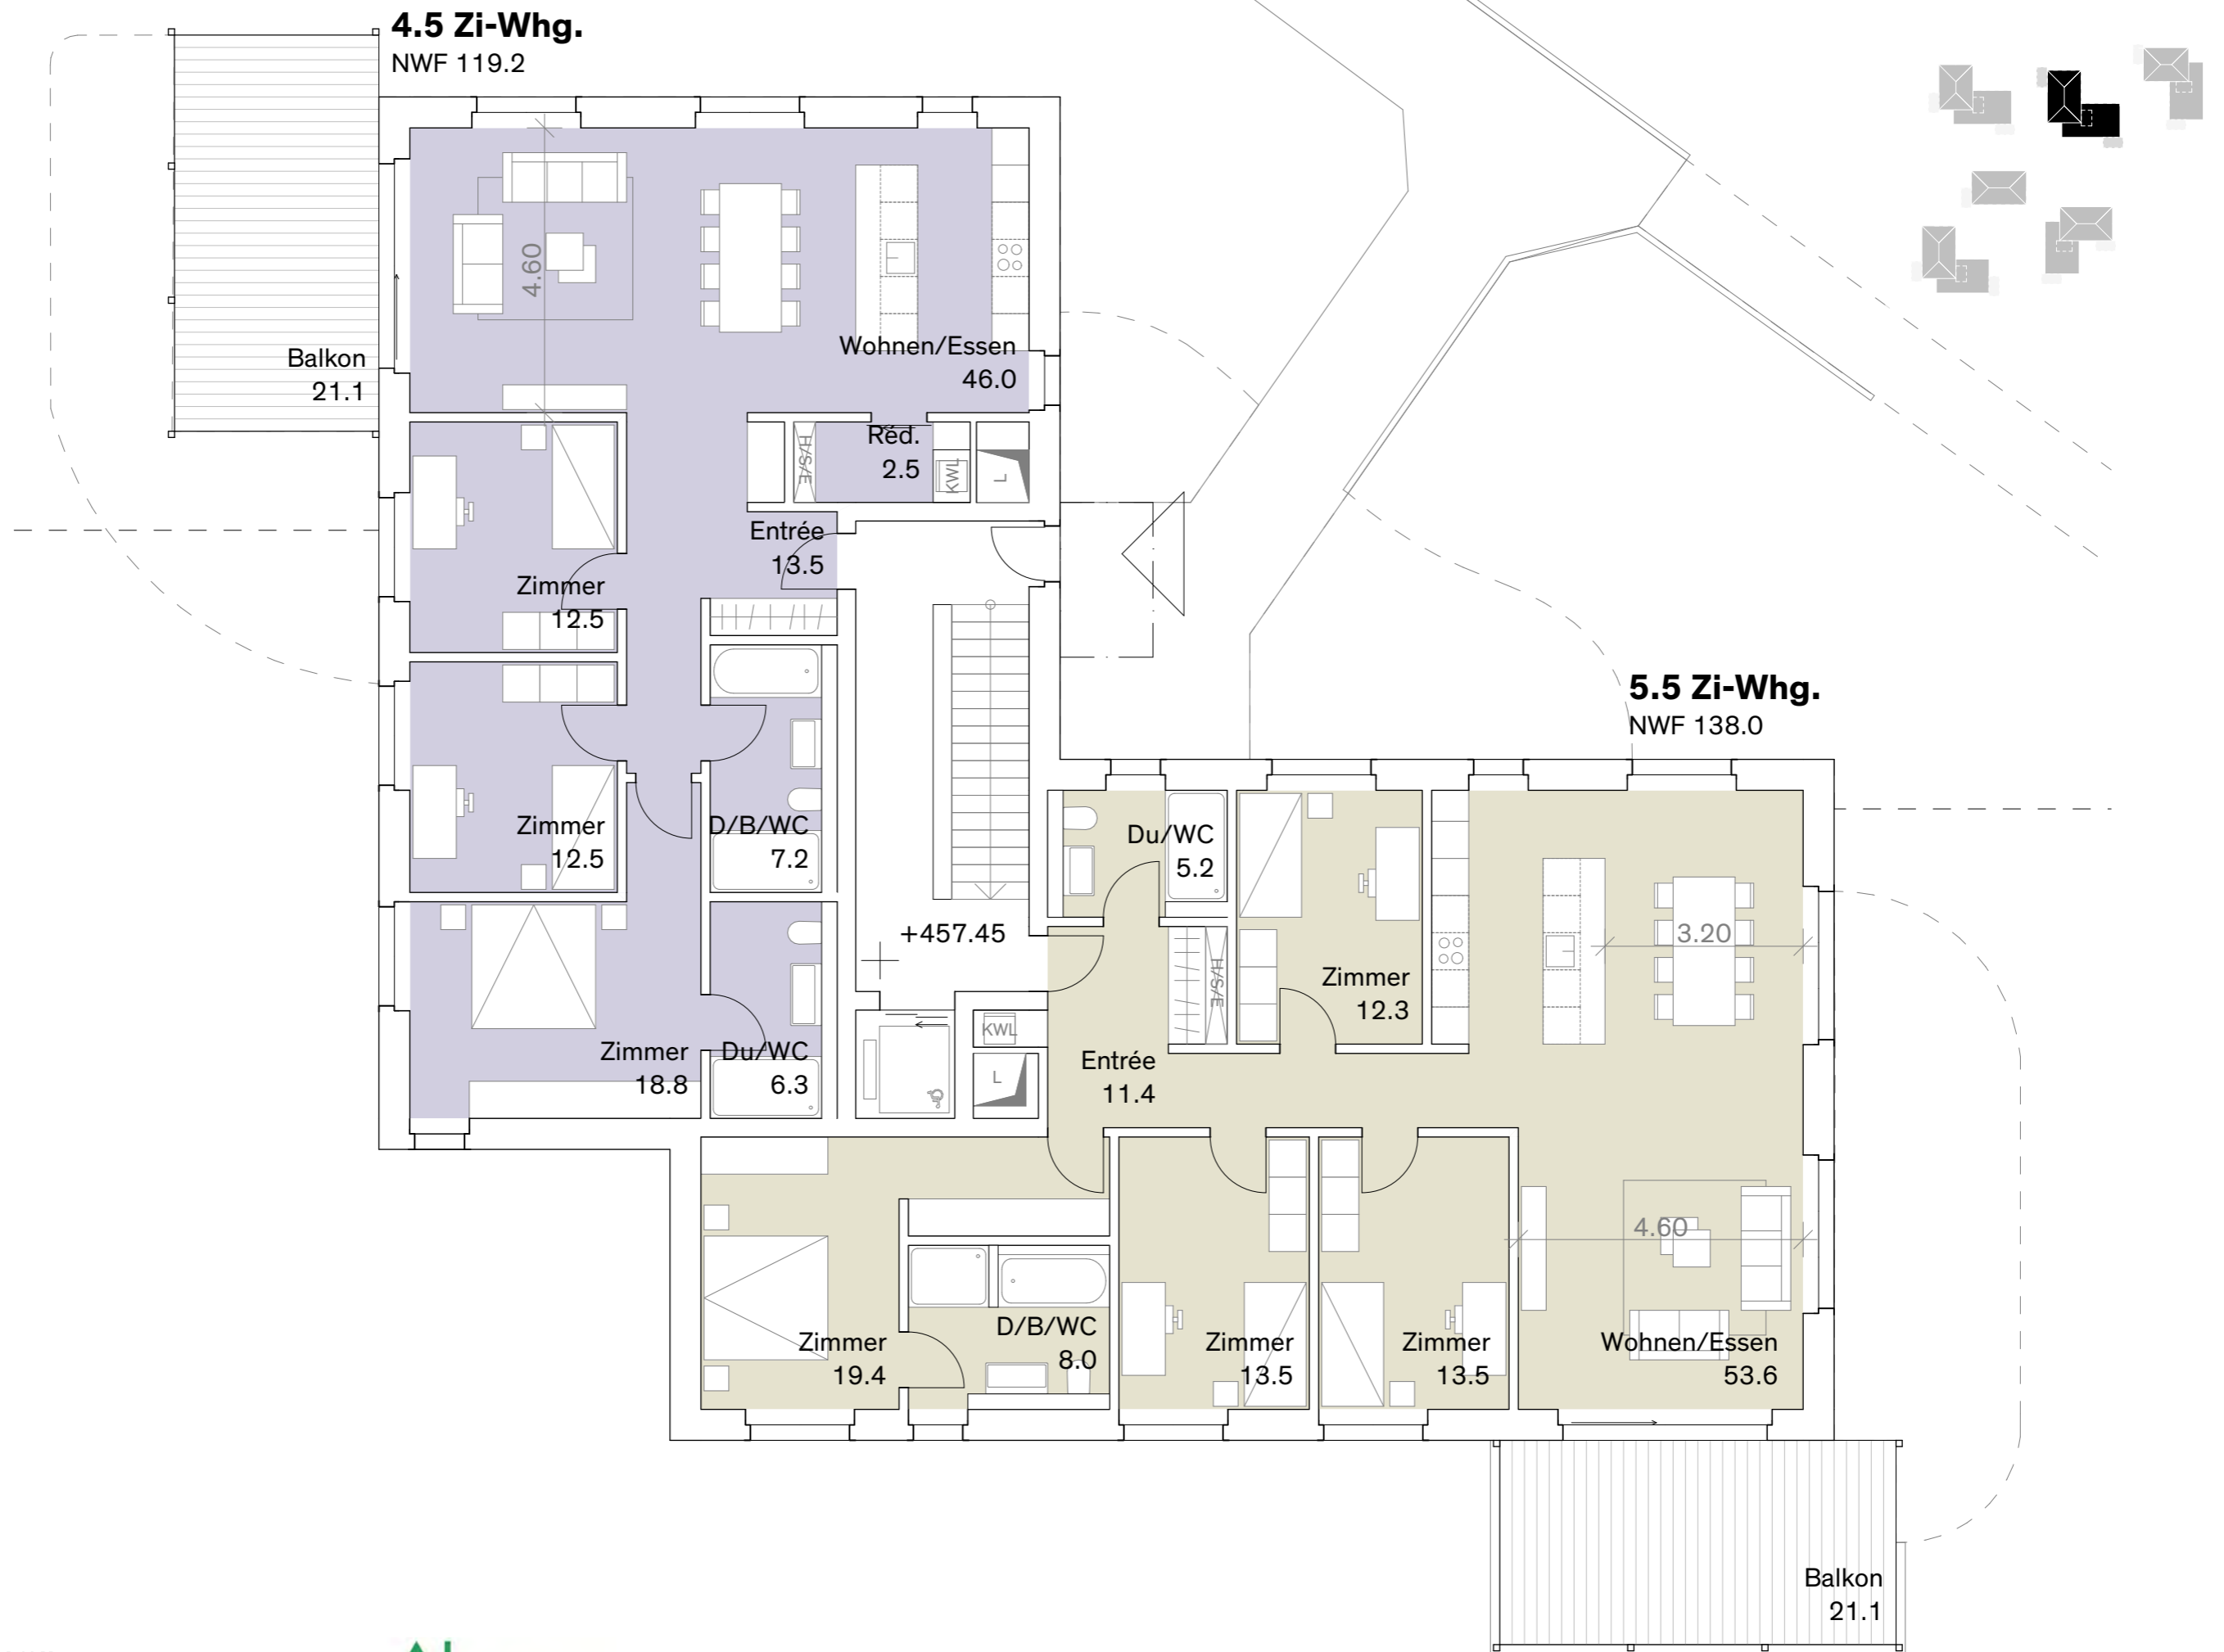 4.5 Zi-Whg.
NWF 119.2
4.60
Wohnen/Essen
46.0
Balkon
21.1
Réd.
2.5
H/S/E
KWL
L
Entrée
13.5
Zimmer
12.5
Zimmer
12.5
D/B/WC
7.2
Zimmer
18.8
Du/WC
6.3
+457.45
KWL
L
5.5 Zi-Whg.
NWF 138.0
Du/WC
5.2
H/S/E
Zimmer
12.3
3.20
Entrée
11.4
4.60
Zimmer
19.4
D/B/WC
8.0
Zimmer
13.5
Zimmer
13.5
Wohnen/Essen
53.6
Balkon
21.1